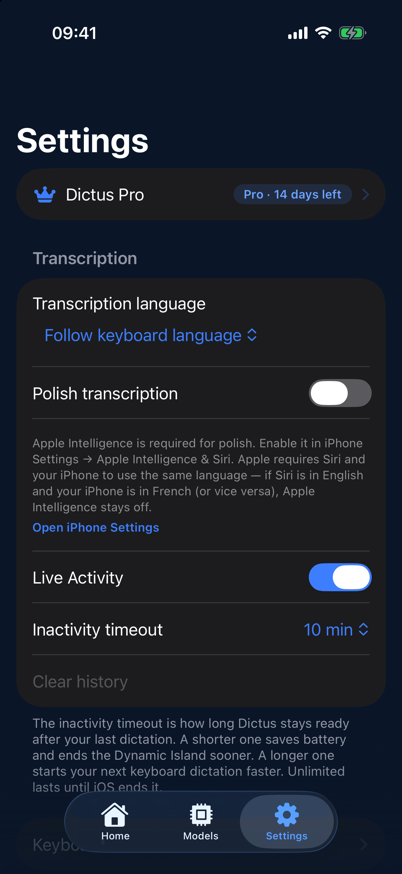 09:41
Settings
Dictus Pro
Pro · 14 days left
Transcription
Transcription language
Follow keyboard language
Polish transcription
Apple Intelligence is required for polish. Enable it in iPhone
Settings → Apple Intelligence & Siri. Apple requires Siri and
your iPhone to use the same language — if Siri is in English
and your iPhone is in French (or vice versa), Apple
Intelligence stays off.
Open iPhone Settings
Live Activity
Inactivity timeout
10 min
Clear history
The inactivity timeout is how long Dictus stays ready
after your last dictation. A shorter one saves battery
and ends the Dynamic Island sooner. A longer one
starts your next keyboard dictation faster. Unlimited
lasts until iOS ends it.
Home
Models
Settings